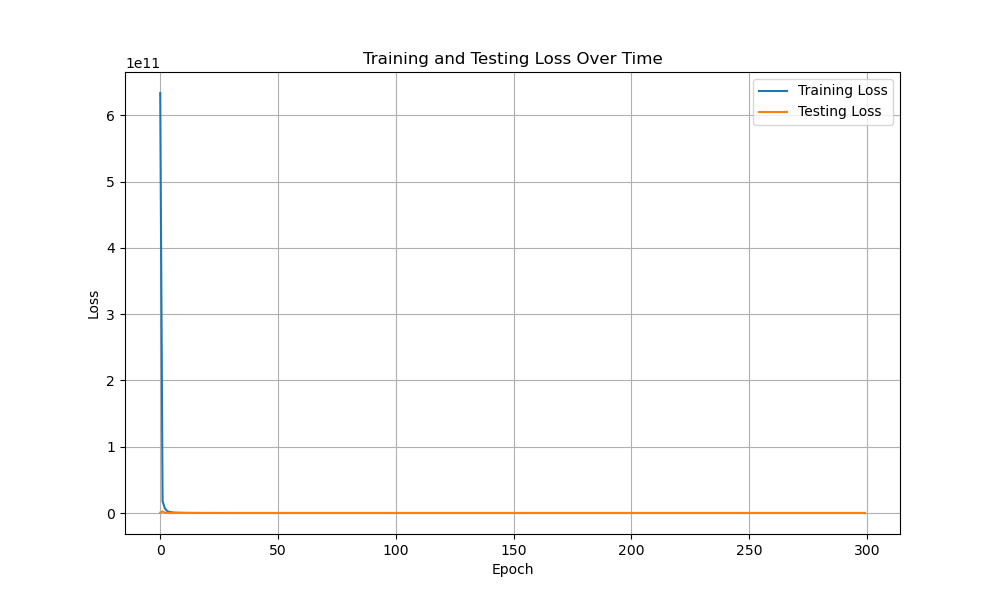 Training and Testing Loss Over Time
1e11
Training Loss
Testing Loss
6
5
4
3
2
1
0
Loss
0 50 100 150 200 250 300
Epoch